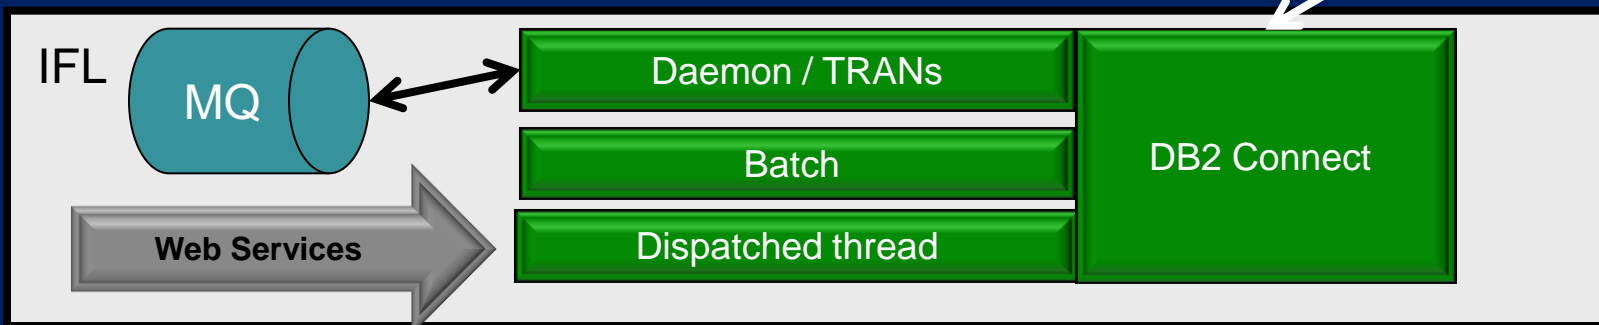 IFL
MQ
Daemon / TRANs
Batch
DB2 Connect
Web Services
Dispatched thread